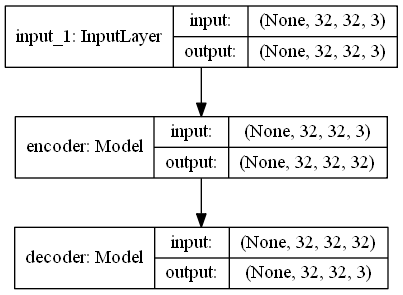 input_1: InputLayer
input: (None, 32, 32, 3)
output: (None, 32, 32, 3)
encoder: Model
input: (None, 32, 32, 3)
output: (None, 32, 32, 32)
decoder: Model
input: (None, 32, 32, 32)
output: (None, 32, 32, 3)